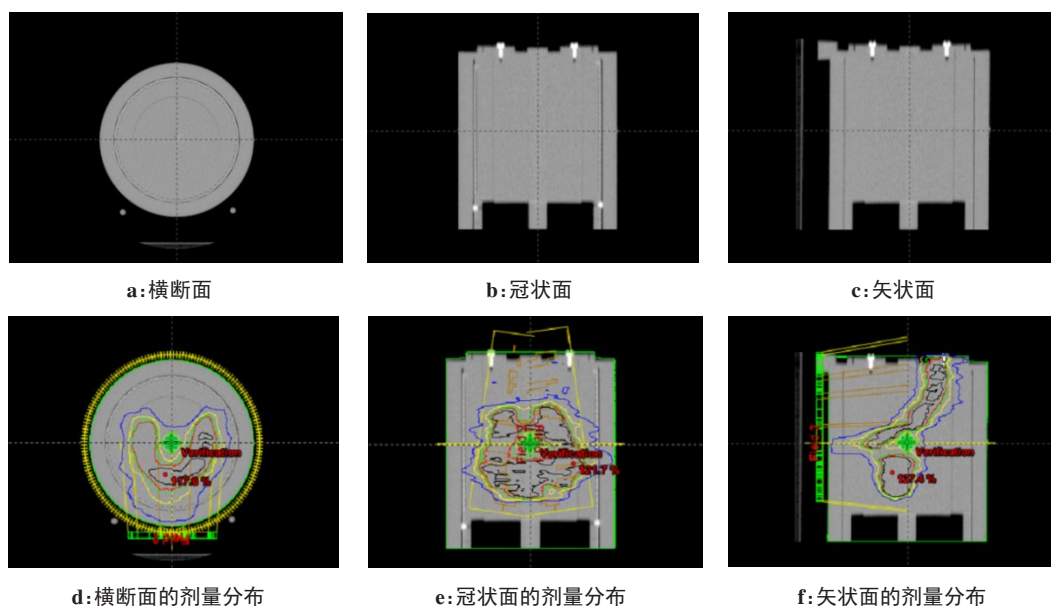 a:横断面
b:冠状面
c:矢状面
Verification
117.6 %
Verification
121.7 %
Verification
127.4 %
d:横断面的剂量分布
e:冠状面的剂量分布
f:矢状面的剂量分布